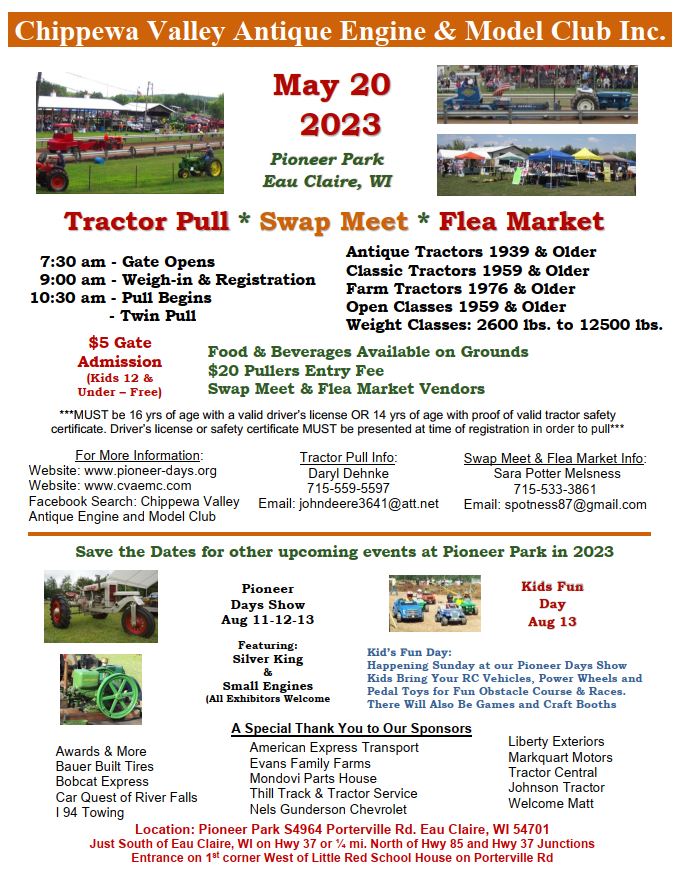 Chippewa Valley Antique Engine & Model Club Inc.
May 20
2023
Pioneer Park
Eau Claire, WI
Tractor Pull * Swap Meet * Flea Market
7:30 am - Gate Opens
9:00 am - Weigh-in & Registration
10:30 am - Pull Begins
- Twin Pull
Antique Tractors 1939 & Older
Classic Tractors 1959 & Older
Farm Tractors 1976 & Older
Open Classes 1959 & Older
Weight Classes: 2600 lbs. to 12500 lbs.
$5 Gate
Admission
(Kids 12 &
Under – Free)
Food & Beverages Available on Grounds
$20 Pullers Entry Fee
Swap Meet & Flea Market Vendors
***MUST be 16 yrs of age with a valid driver's license OR 14 yrs of age with proof of valid tractor safety
certificate. Driver's license or safety certificate MUST be presented at time of registration in order to pull***
For More Information:
Website: www.pioneer-days.org
Website: www.cvaemc.com
Facebook Search: Chippewa Valley
Antique Engine and Model Club
Tractor Pull Info:
Daryl Dehnke
715-559-5597
Email: johndeere3641@att.net
Swap Meet & Flea Market Info:
Sara Potter Melsness
715-533-3861
Email: spotness87@gmail.com
Save the Dates for other upcoming events at Pioneer Park in 2023
Pioneer
Days Show
Aug 11-12-13
Featuring:
Silver King
&
Small Engines
(All Exhibitors Welcome
Kids Fun
Day
Aug 13
Kid's Fun Day:
Happening Sunday at our Pioneer Days Show
Kids Bring Your RC Vehicles, Power Wheels and
Pedal Toys for Fun Obstacle Course & Races.
There Will Also Be Games and Craft Booths
A Special Thank You to Our Sponsors
Awards & More
Bauer Built Tires
Bobcat Express
Car Quest of River Falls
I 94 Towing
American Express Transport
Evans Family Farms
Mondovi Parts House
Thill Track & Tractor Service
Nels Gunderson Chevrolet
Liberty Exteriors
Markquart Motors
Tractor Central
Johnson Tractor
Welcome Matt
Location: Pioneer Park S4964 Porterville Rd. Eau Claire, WI 54701
Just South of Eau Claire, WI on Hwy 37 or ¼ mi. North of Hwy 85 and Hwy 37 Junctions
Entrance on 1st corner West of Little Red School House on Porterville Rd